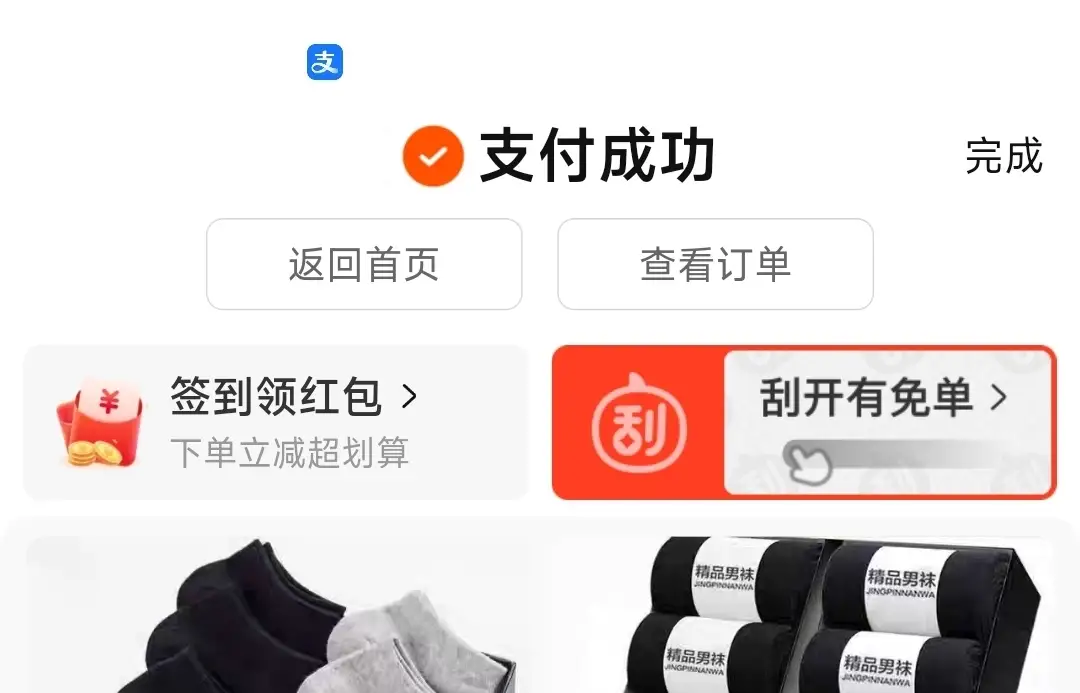 支
支付成功
完成
返回首页
查看订单
签到领红包
下单立减超划算
¥
刮
刮开有免单
精品男袜
JINGPINNANWA
精品男袜
JINGPINNANWA
精品男袜
JINGPINNANWA
精品男袜
JINGPINNANWA